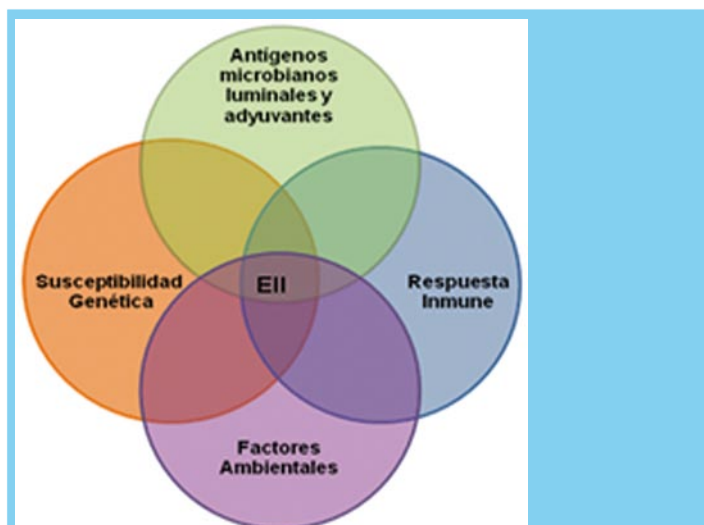 Antígenos
microbianos
luminales y
adyuvantes
Susceptibilidad
Genética
EII
Respuesta
Inmune
Factores
Ambientales